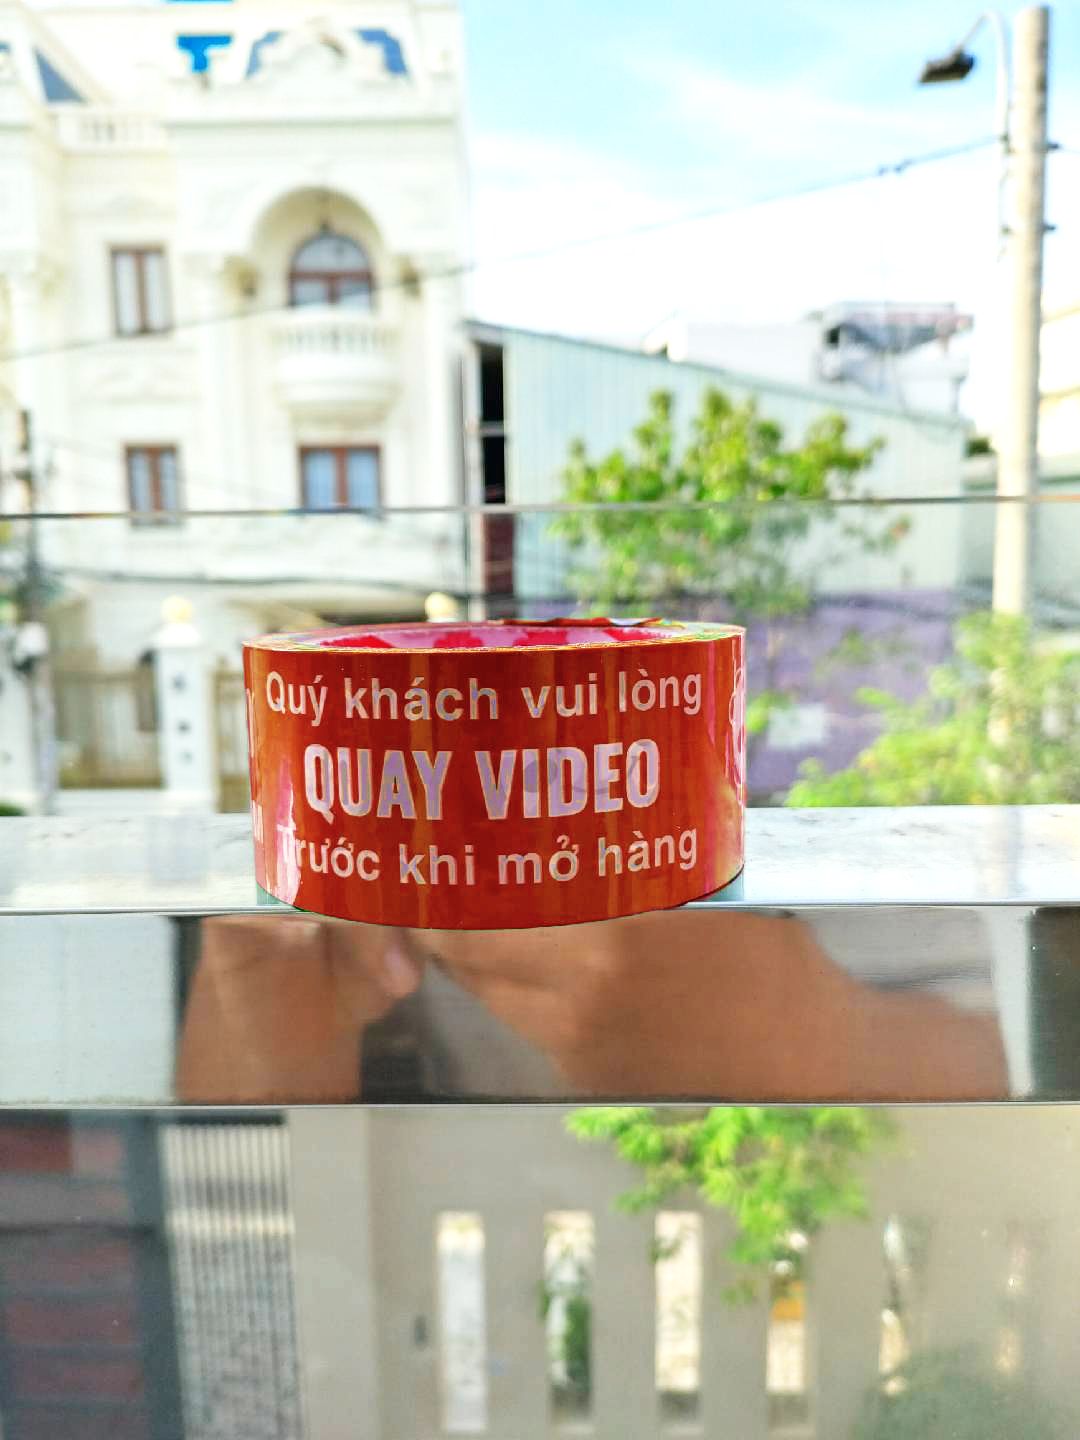 Quý khách vui lòng
QUAY VIDEO
Trước khi mở hàng